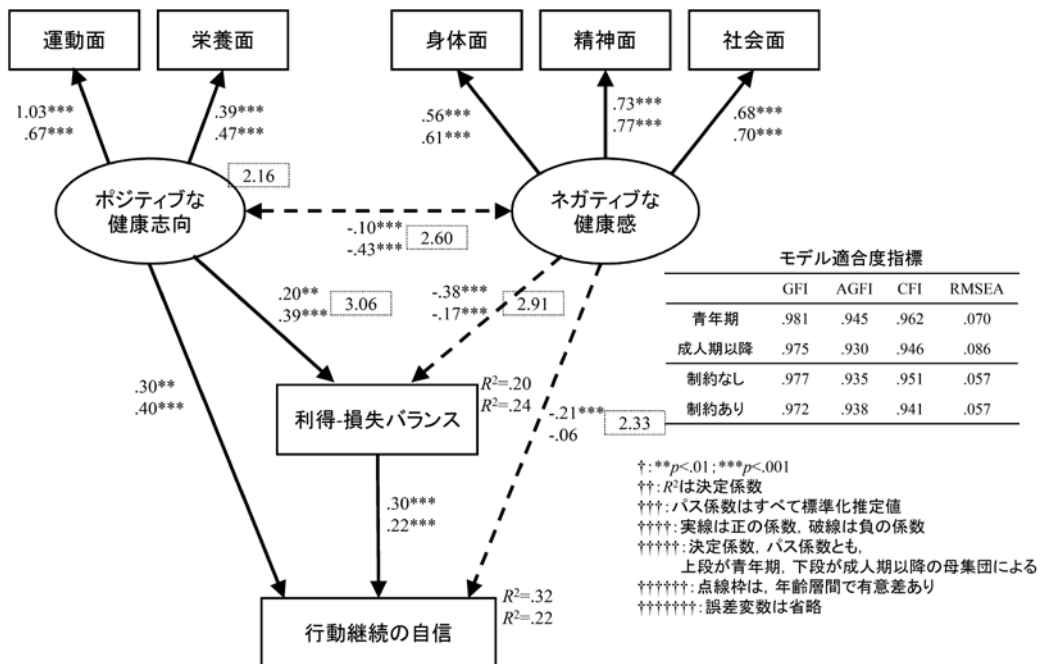 運動面
栄養面
身体面
精神面
社会面
1.03***
.67***
.39***
.47***
.56***
.61***
.73***
.77***
.68***
.70***
ポジティブな
健康志向
2.16
ネガティブな
健康感
-.10***
-.43***
2.60
.20**
.39***
3.06
-.38***
-.17***
2.91
モデル適合度指標
GFI AGFI CFI RMSEA
青年期 .981 .945 .962 .070
成人期以降 .975 .930 .946 .086
制約なし .977 .935 .951 .057
制約あり .972 .938 .941 .057
.30**
.40***
利得-損失バランス
R²=.20
R²=.24
-.21***
-.06
2.33
.30***
.22***
行動継続の自信
R²=.32
R²=.22
†:**p<.01;***p<.001
††:R²は決定係数
†††:パス係数はすべて標準化推定値
††††:実線は正の係数, 破線は負の係数
†††††:決定係数, パス係数とも,
上段が青年期, 下段が成人期以降の母集団による
††††††:点線枠は, 年齢層間で有意差あり
†††††††:誤差変数は省略